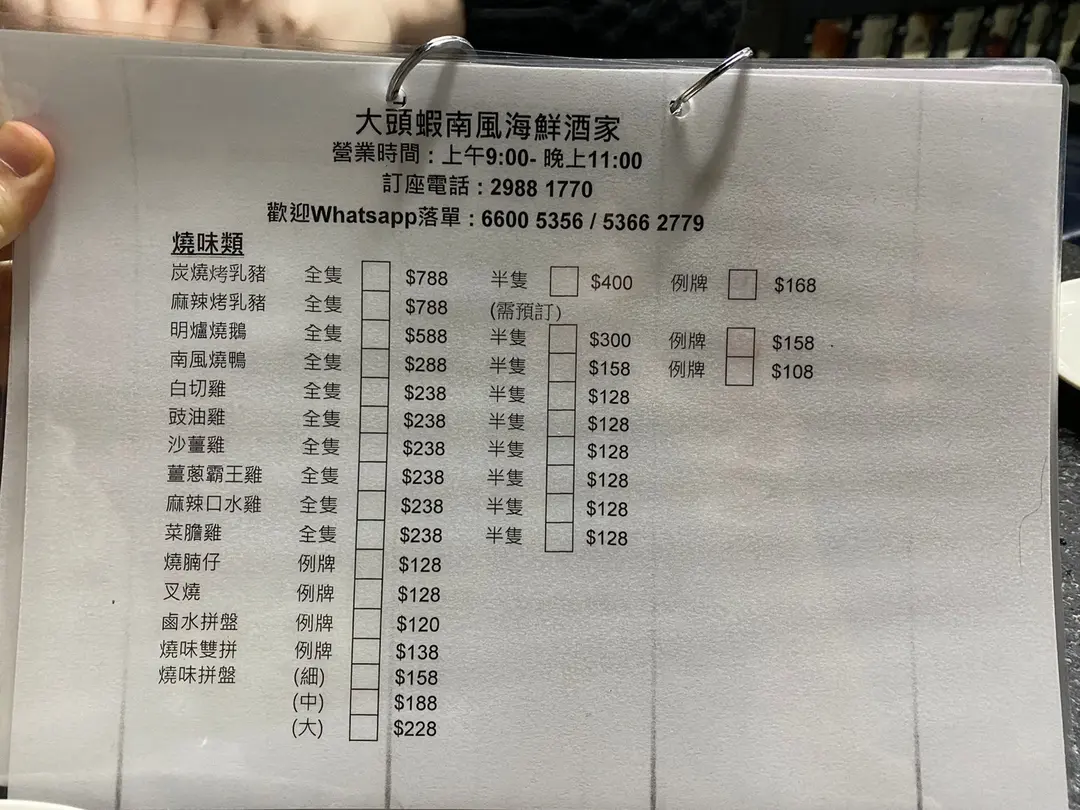 大頭蝦南風海鮮酒家
營業時間：上午9:00- 晚上11:00
訂座電話：2988 1770
歡迎Whatsapp落單：6600 5356 / 5366 2779
燒味類
炭燒烤乳豬 全隻 $788 半隻 $400 例牌 $168
麻辣烤乳豬 全隻 $788 (需預訂)
明爐燒鵝 全隻 $588 半隻 $300 例牌 $158
南風燒鴨 全隻 $288 半隻 $158 例牌 $108
白切雞 全隻 $238 半隻 $128
豉油雞 全隻 $238 半隻 $128
沙薑雞 全隻 $238 半隻 $128
薑蔥霸王雞 全隻 $238 半隻 $128
麻辣口水雞 全隻 $238 半隻 $128
菜膽雞 全隻 $238 半隻 $128
燒腩仔 例牌 $128
叉燒 例牌 $128
鹵水拼盤 例牌 $120
燒味雙拼 例牌 $138
燒味拼盤 (細) $158
(中) $188
(大) $228